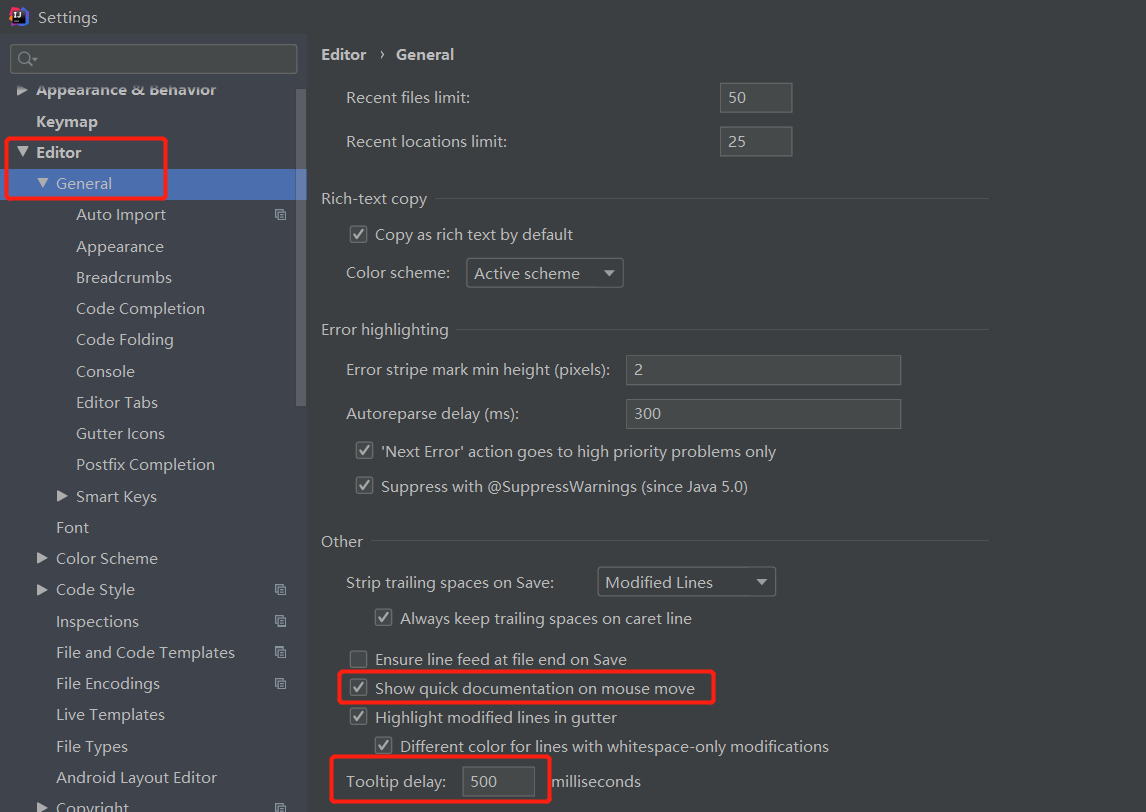 Settings
Appearance & Behavior
Keymap
Editor
General
Auto Import
Appearance
Breadcrumbs
Code Completion
Code Folding
Console
Editor Tabs
Gutter Icons
Postfix Completion
Smart Keys
Font
Color Scheme
Code Style
Inspections
File and Code Templates
File Encodings
Live Templates
File Types
Android Layout Editor
Copyright
Editor › General
Recent files limit: 50
Recent locations limit: 25
Rich-text copy
Copy as rich text by default
Color scheme: Active scheme
Error highlighting
Error stripe mark min height (pixels): 2
Autoreparse delay (ms): 300
'Next Error' action goes to high priority problems only
Suppress with @SuppressWarnings (since Java 5.0)
Other
Strip trailing spaces on Save: Modified Lines
Always keep trailing spaces on caret line
Ensure line feed at file end on Save
Show quick documentation on mouse move
Highlight modified lines in gutter
Different color for lines with whitespace-only modifications
Tooltip delay: 500 milliseconds